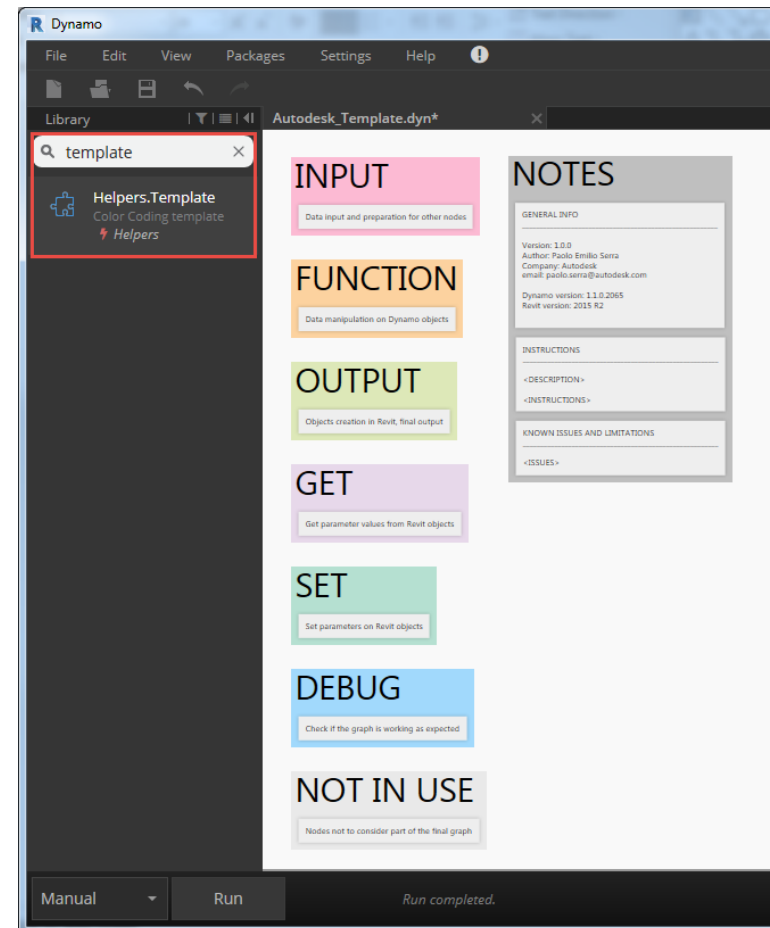 Dynamo
File Edit View Packages Settings Help
Library
Autodesk_Template.dyn*
template
Helpers.Template
Color Coding template
Helpers
INPUT
Data input and preparation for other nodes
FUNCTION
Data manipulation on Dynamo objects
OUTPUT
Objects creation in Revit, final output
GET
Get parameter values from Revit objects
SET
Set parameters on Revit objects
DEBUG
Check if the graph is working as expected
NOT IN USE
Nodes not to consider part of the final graph
NOTES
GENERAL INFO
Version: 1.0.0
Author: Paolo Emilio Serra
Company: Autodesk
email: paolo.serra@autodesk.com
Dynamo version: 1.1.0.2065
Revit version: 2015 R2
INSTRUCTIONS
<DESCRIPTION>
<INSTRUCTIONS>
KNOWN ISSUES AND LIMITATIONS
<ISSUES>
Manual
Run
Run completed.